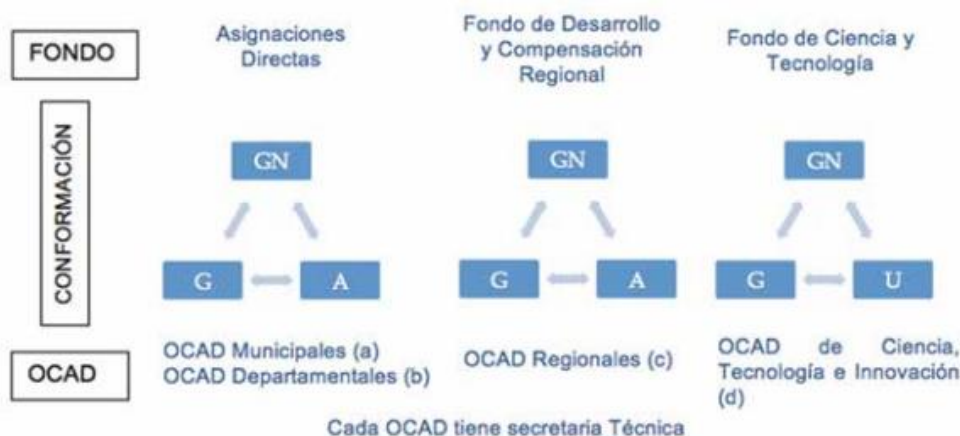 FONDO
Asignaciones
Directas
Fondo de Desarrollo
y Compensación
Regional
Fondo de Ciencia y
Tecnología
CONFORMACIÓN
GN
G
A
GN
G
A
GN
G
U
OCAD
OCAD Municipales (a)
OCAD Departamentales (b)
OCAD Regionales (c)
OCAD de Ciencia,
Tecnología e Innovación
(d)
Cada OCAD tiene secretaria Técnica